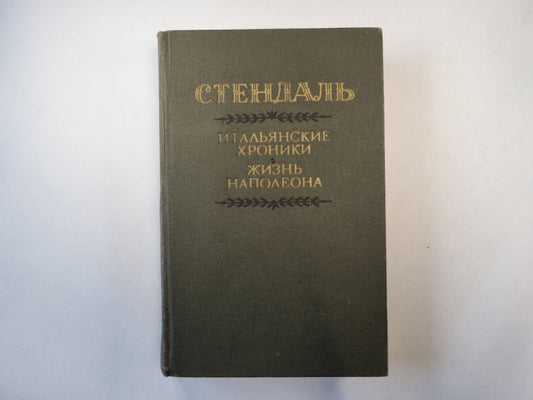 СТЕНДАЛЬ
ИТАЛЬЯНСКИЕ
ХРОНИКИ
ЖИЗНЬ
НАПОЛЕОНА